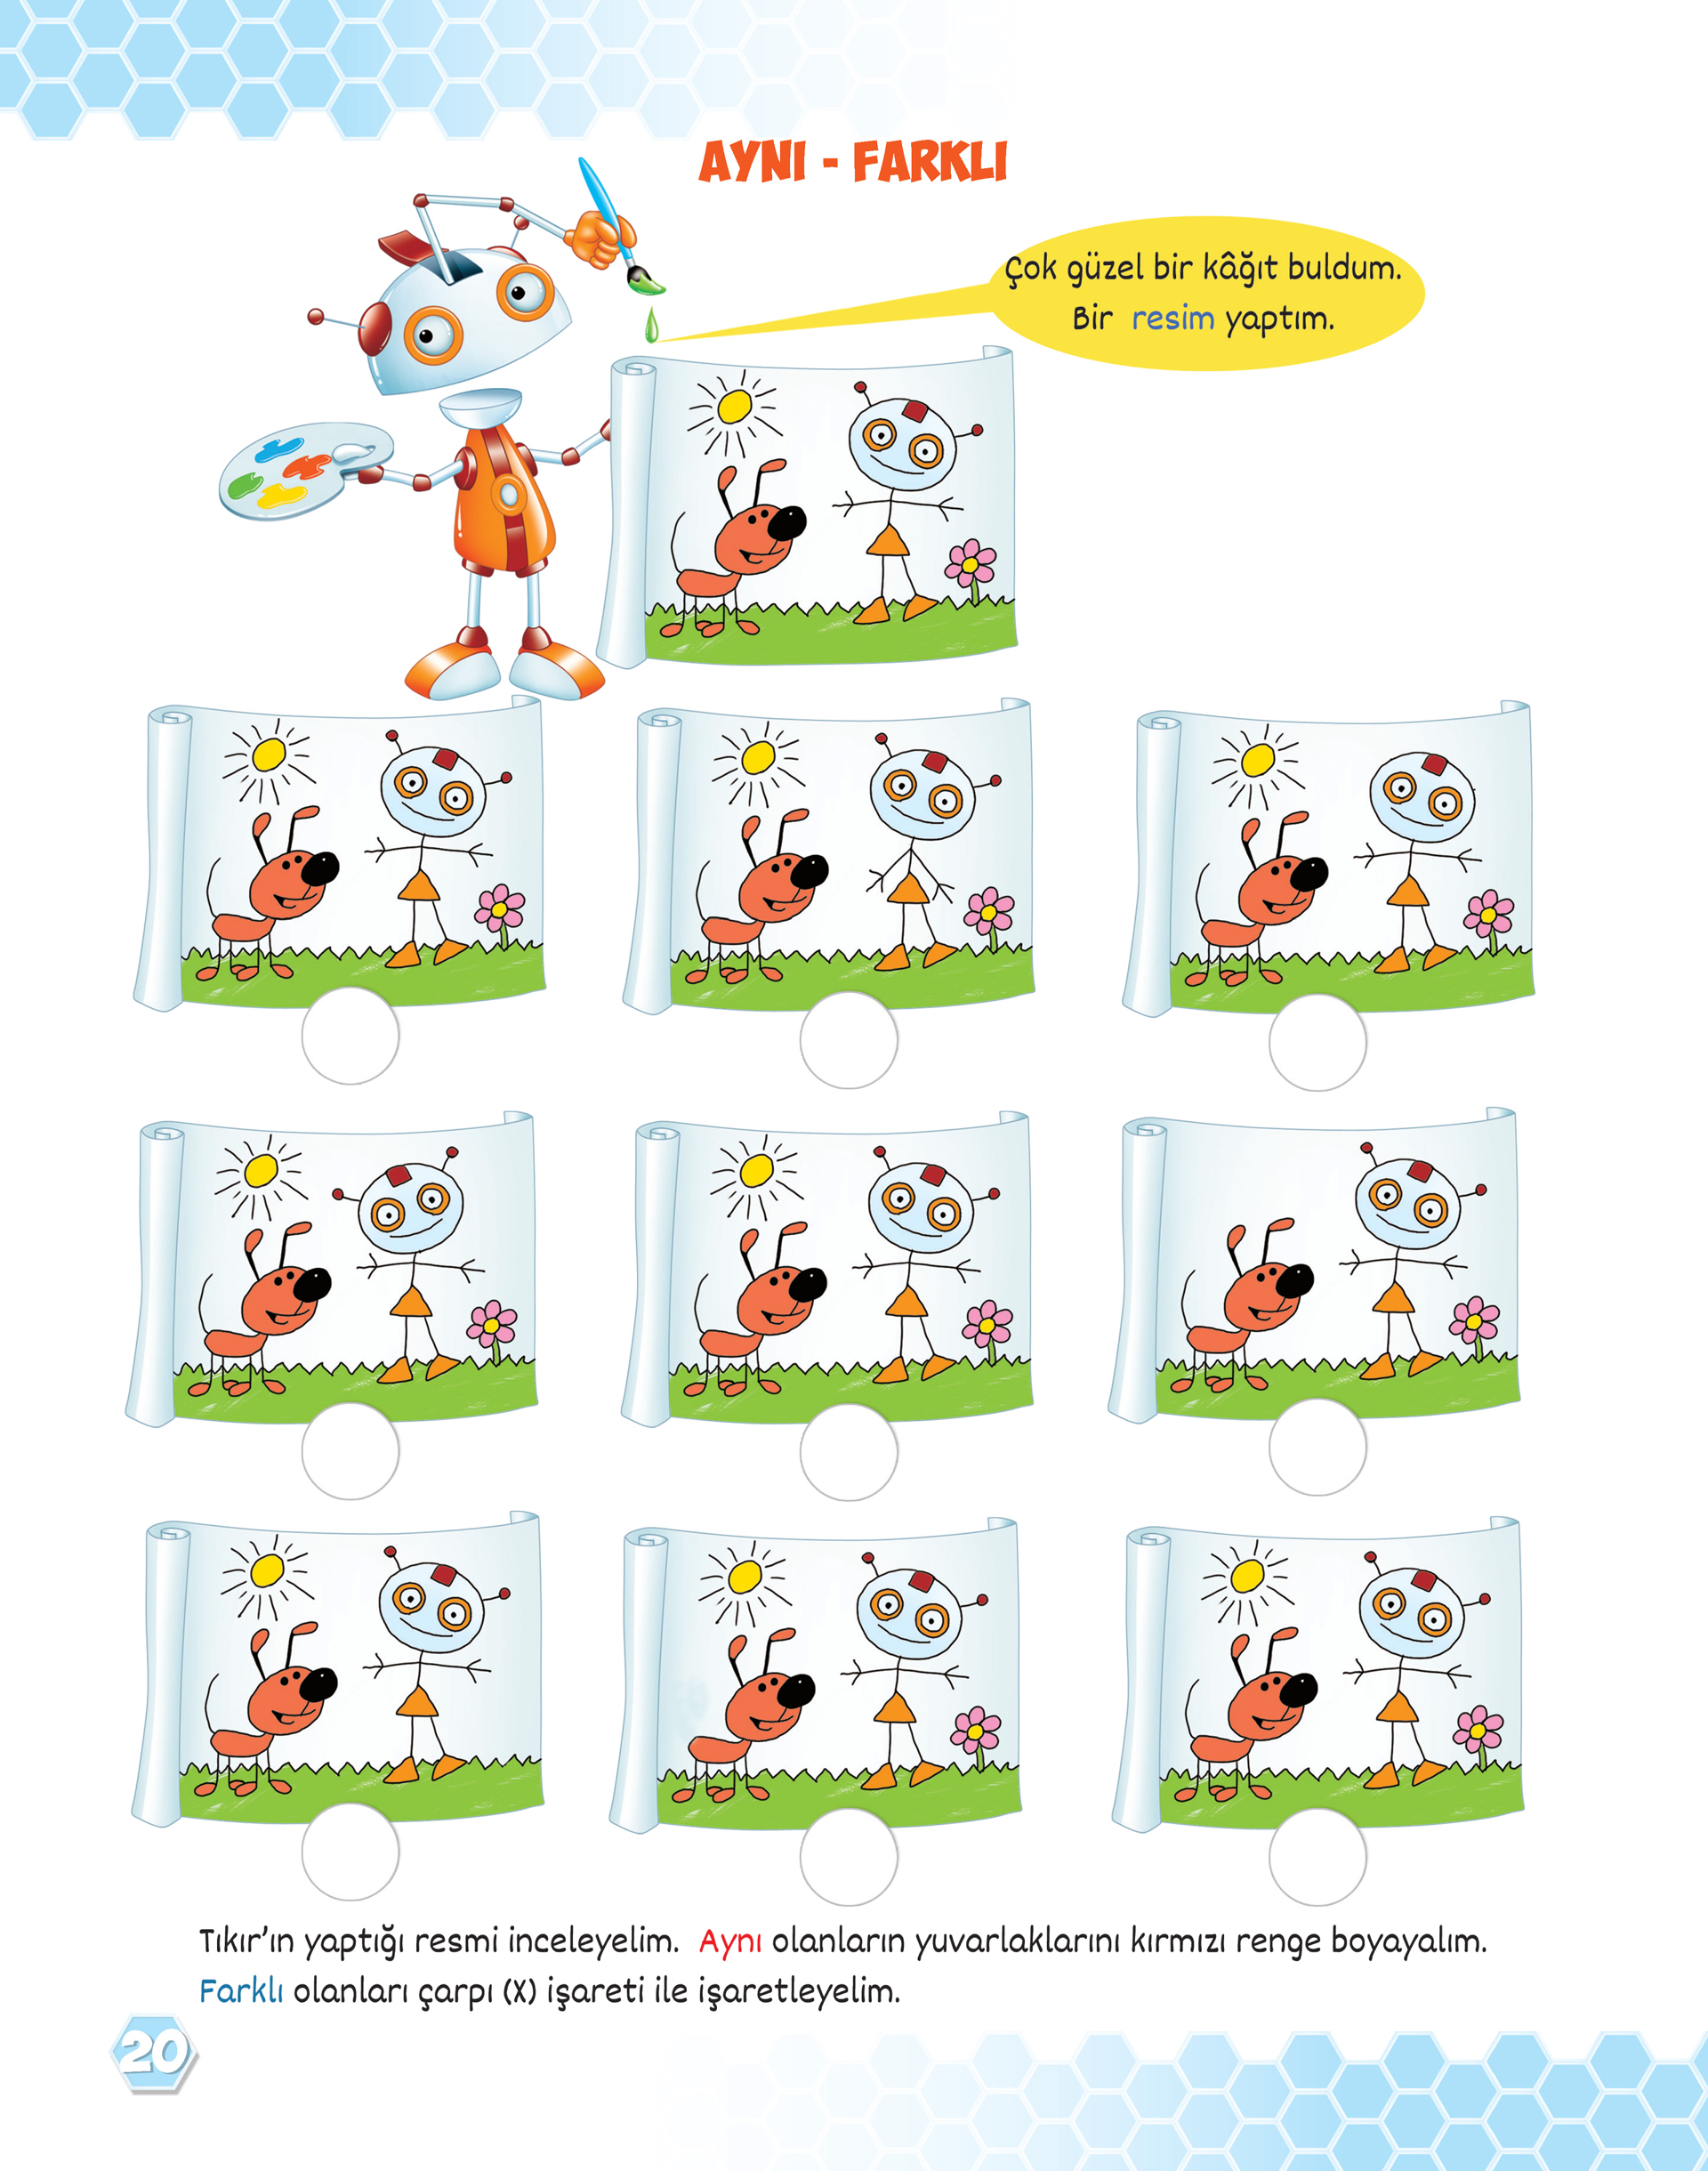 AYNI - FARKLI
Çok güzel bir kâğıt buldum.
Bir resim yaptım.
Tıkır’ın yaptığı resmi inceleyelim. Aynı olanların yuvarlaklarını kırmızı renge boyayalım.
Farklı olanları çarpı (X) işareti ile işaretleyelim.
20